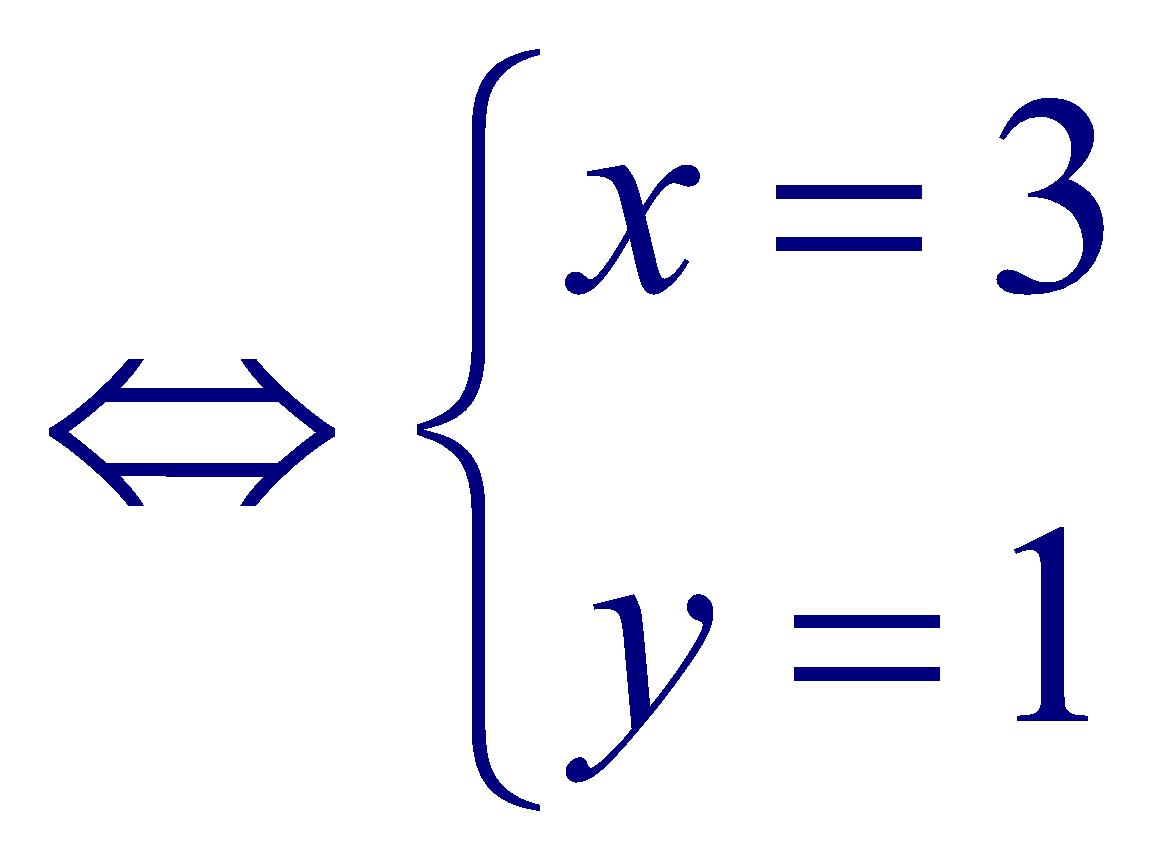 ⇔ { x = 3
y = 1